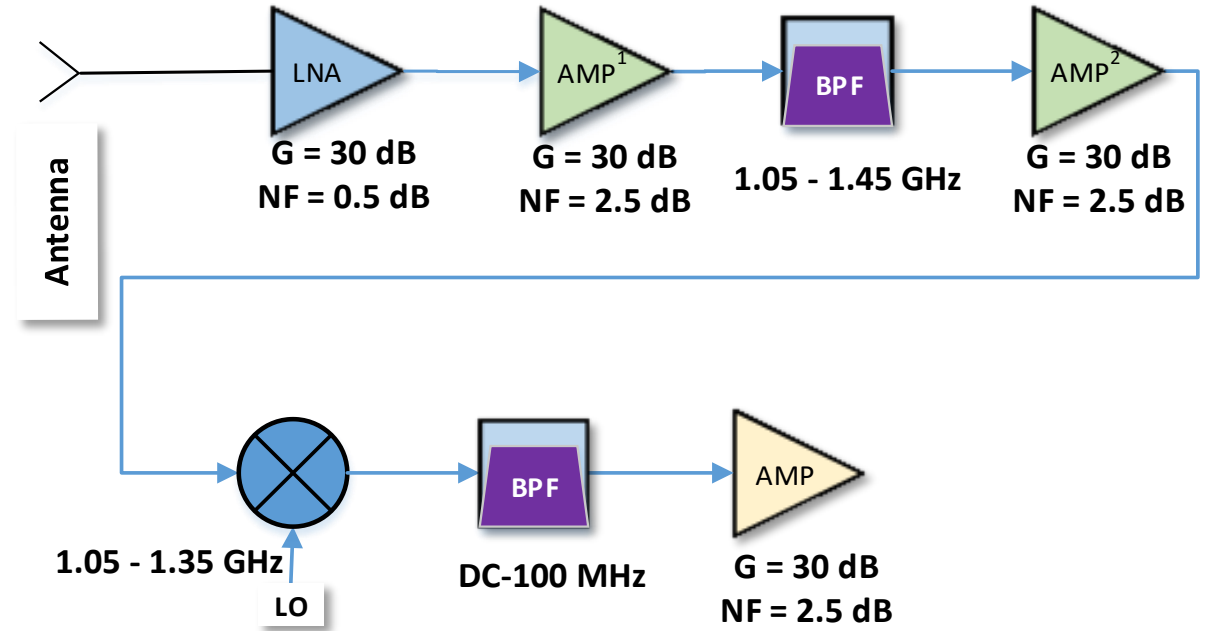 LNA
AMP1
BPF
AMP2
G = 30 dB
NF = 0.5 dB
G = 30 dB
NF = 2.5 dB
1.05 - 1.45 GHz
G = 30 dB
NF = 2.5 dB
Antenna
BPF
AMP
1.05 - 1.35 GHz
LO
DC-100 MHz
G = 30 dB
NF = 2.5 dB